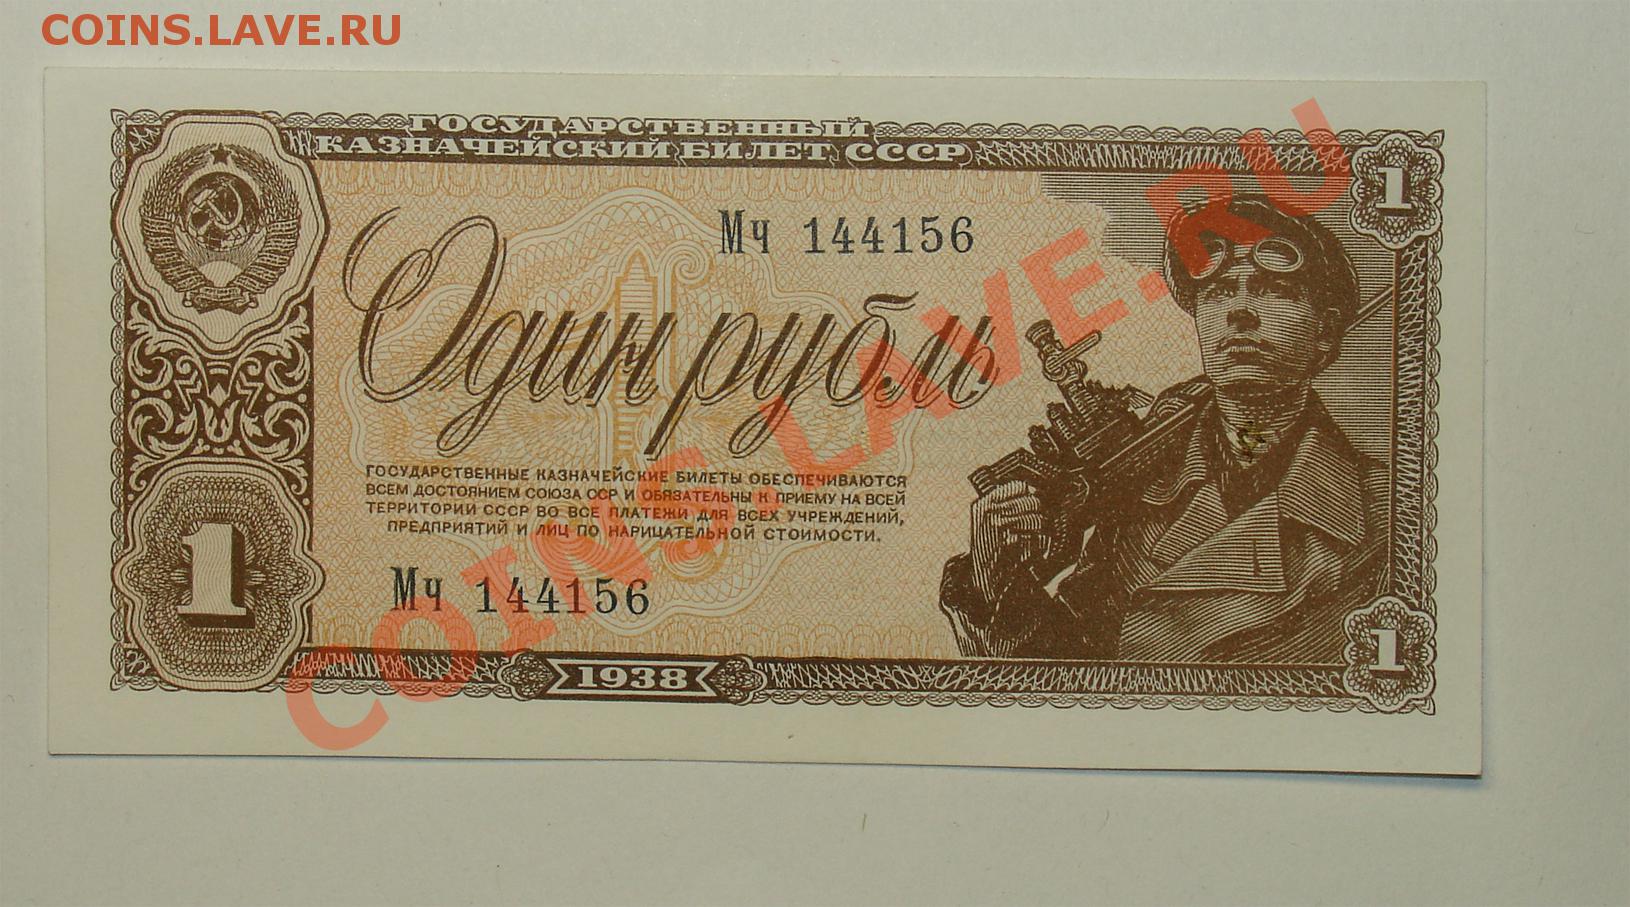 COINS.LAVE.RU
ГОСУДАРСТВЕННЫЙ
КАЗНАЧЕЙСКИЙ БИЛЕТ СССР
1
Мч 144156
Один рубль
ГОСУДАРСТВЕННЫЕ КАЗНАЧЕЙСКИЕ БИЛЕТЫ ОБЕСПЕЧИВАЮТСЯ
ВСЕМ ДОСТОЯНИЕМ СОЮЗА ССР И ОБЯЗАТЕЛЬНЫ К ПРИЕМУ НА ВСЕЙ
ТЕРРИТОРИИ СССР ВО ВСЕ ПЛАТЕЖИ ДЛЯ ВСЕХ УЧРЕЖДЕНИЙ,
ПРЕДПРИЯТИЙ И ЛИЦ ПО НАРИЦАТЕЛЬНОЙ СТОИМОСТИ.
1
Мч 144156
1
1938
COINS.LAVE.RU